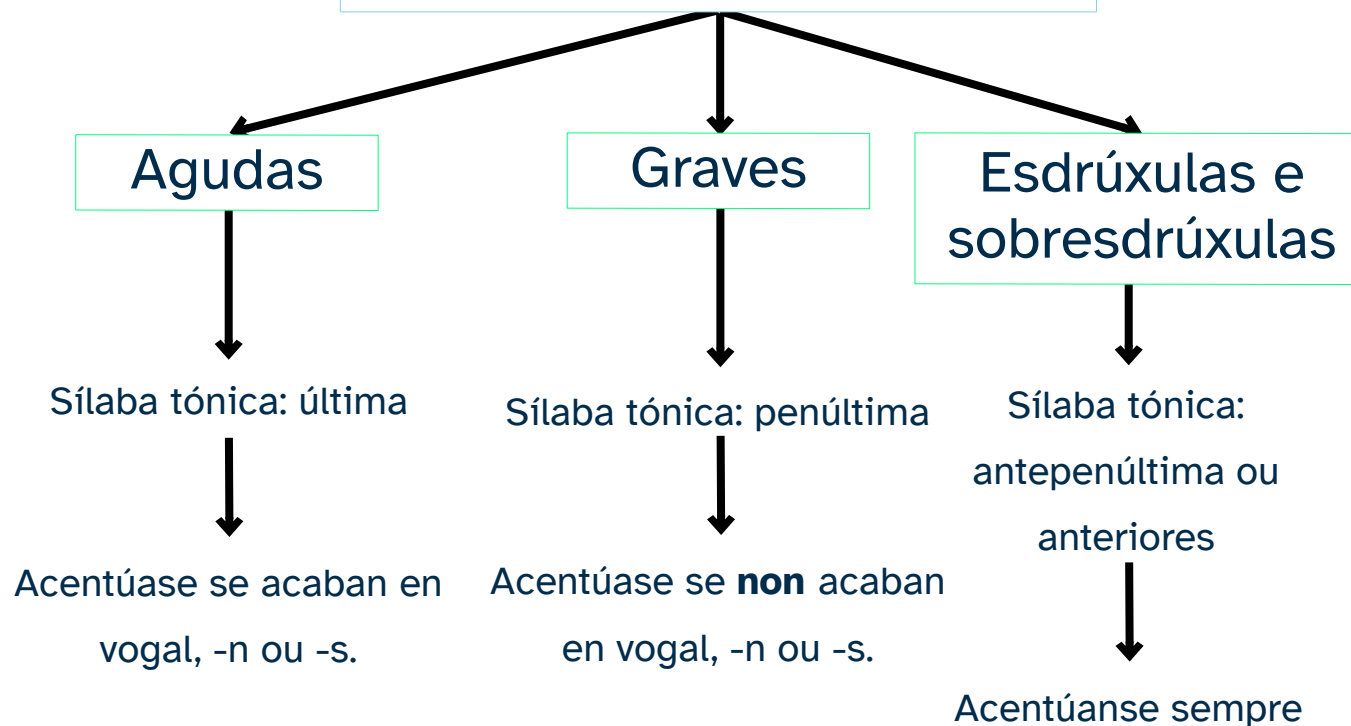 Agudas
Sílaba tónica: última
Acentúase se acaban en
vogal, -n ou -s.
Graves
Sílaba tónica: penúltima
Acentúase se non acaban
en vogal, -n ou -s.
Esdrúxulas e
sobresdrúxulas
Sílaba tónica:
antepenúltima ou
anteriores
Acentúanse sempre